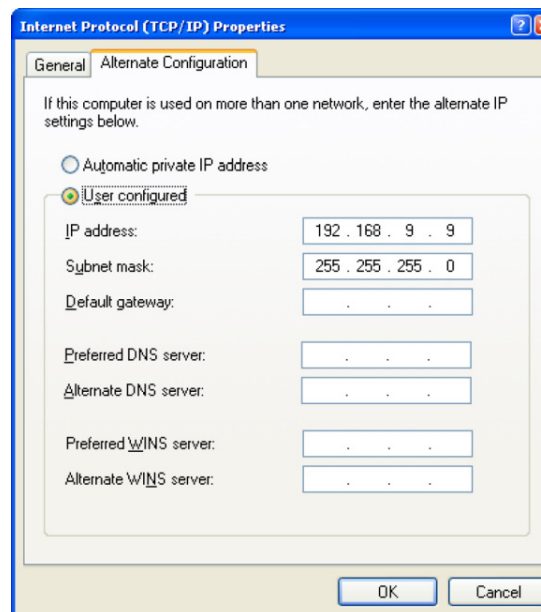 Internet Protocol (TCP/IP) Properties
General
Alternate Configuration
If this computer is used on more than one network, enter the alternate IP
settings below.
Automatic private IP address
User configured
IP address: 192 . 168 . 9 . 9
Subnet mask: 255 . 255 . 255 . 0
Default gateway: . . .
Preferred DNS server: . . .
Alternate DNS server: . . .
Preferred WINS server: . . .
Alternate WINS server: . . .
OK
Cancel